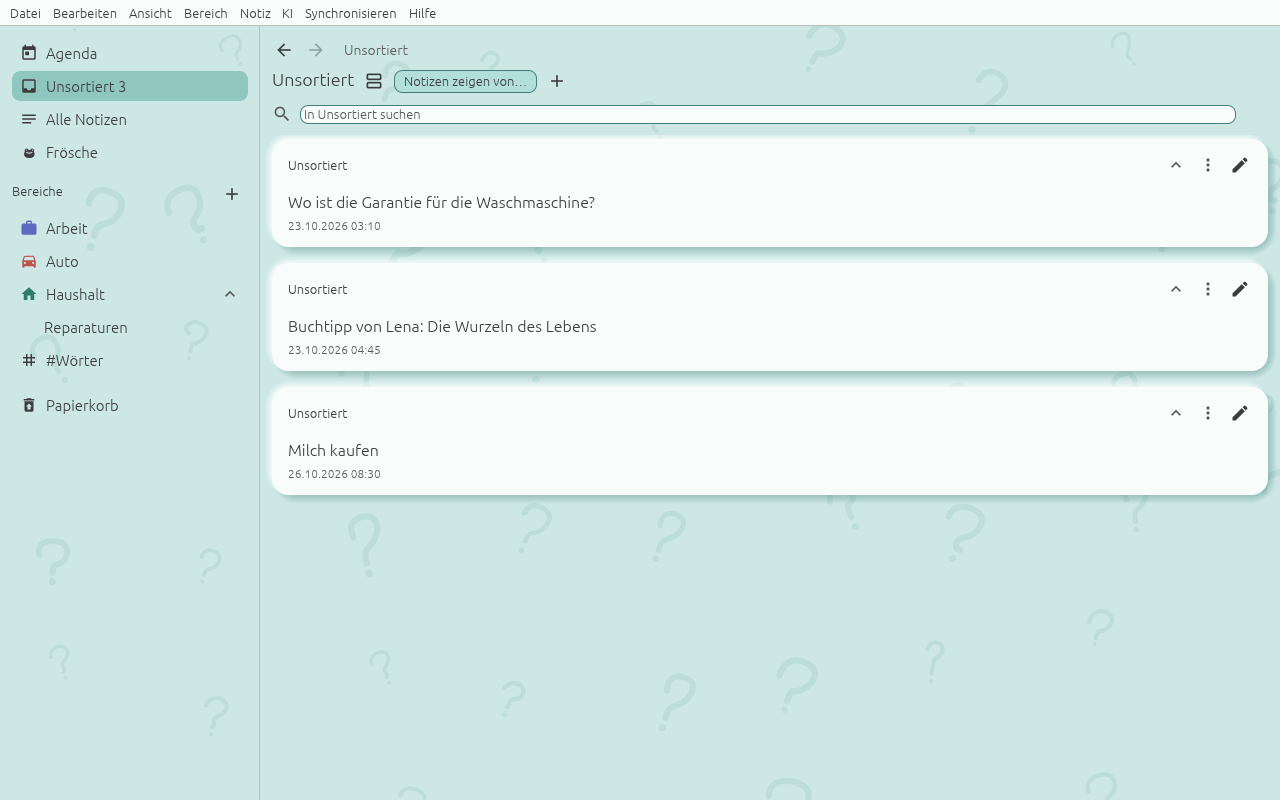 Datei Bearbeiten Ansicht Bereich Notiz KI Synchronisieren Hilfe
Agenda
Unsortiert 3
Alle Notizen
Frösche
Bereiche
Arbeit
Auto
Haushalt
Reparaturen
#Wörter
Papierkorb
Unsortiert
Unsortiert Notizen zeigen von…
In Unsortiert suchen
Unsortiert
Wo ist die Garantie für die Waschmaschine?
23.10.2026 03:10
Unsortiert
Buchtipp von Lena: Die Wurzeln des Lebens
23.10.2026 04:45
Unsortiert
Milch kaufen
26.10.2026 08:30